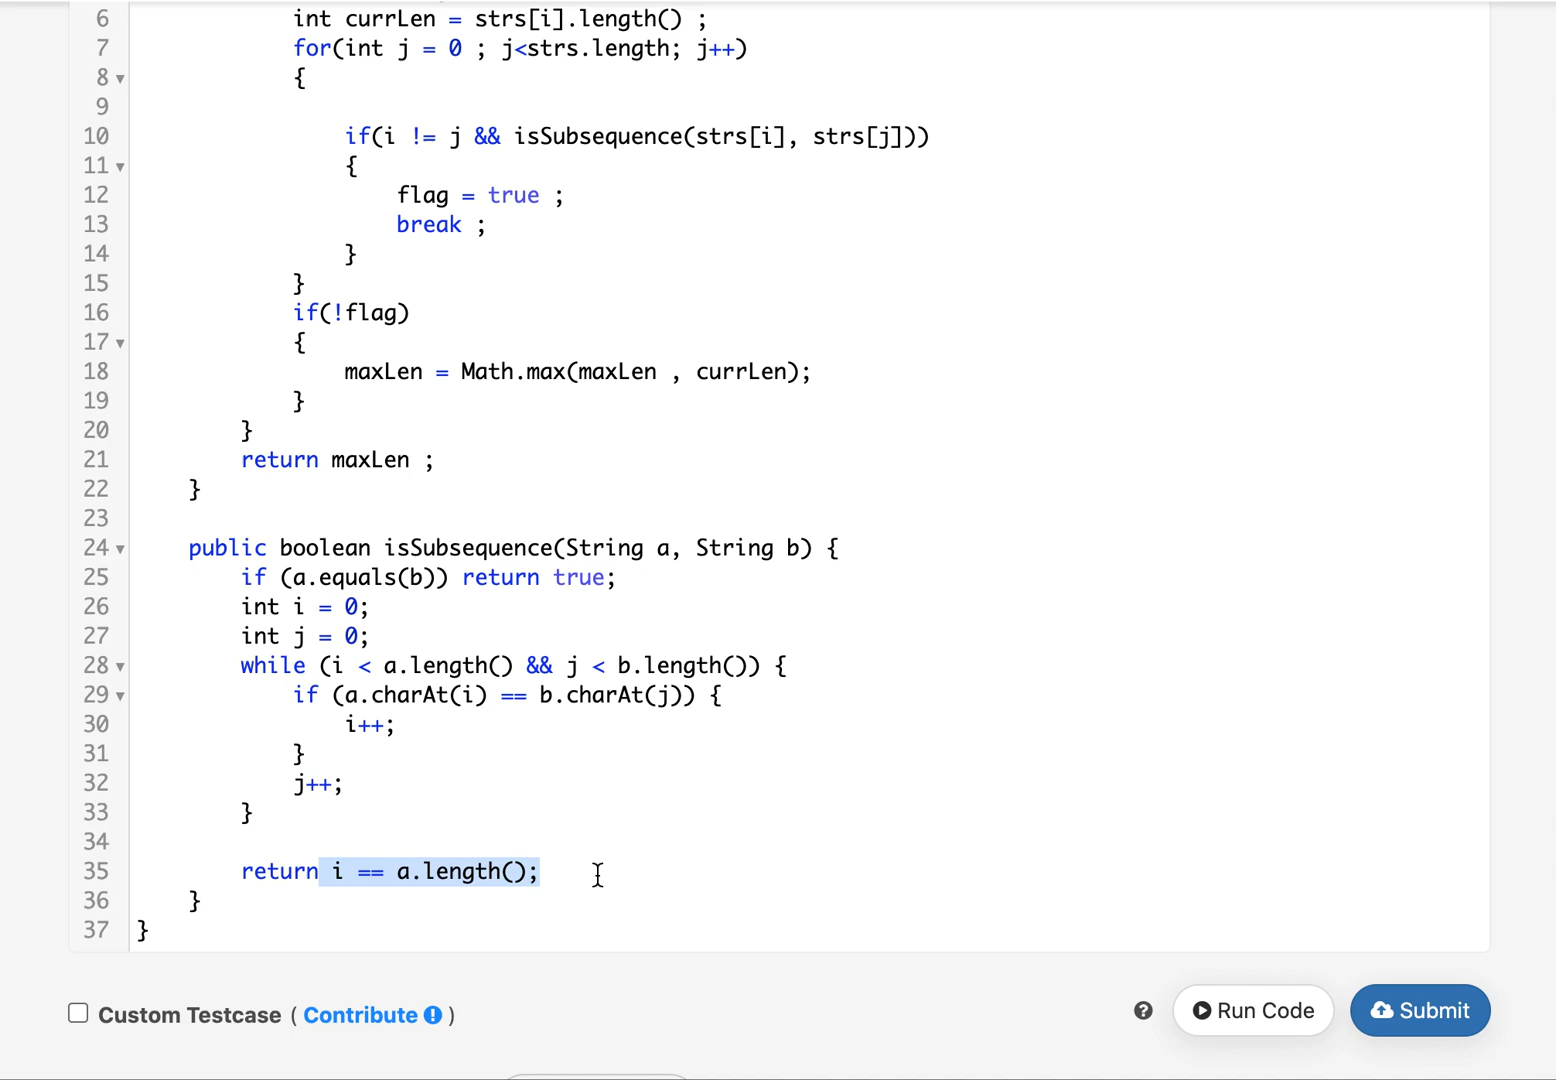 6 int currLen = strs[i].length() ;
7 for(int j = 0 ; j<strs.length; j++)
8 {
9
10 if(i != j && isSubsequence(strs[i], strs[j]))
11 {
12 flag = true ;
13 break ;
14 }
15 }
16 if(!flag)
17 {
18 maxLen = Math.max(maxLen , currLen);
19 }
20 }
21 return maxLen ;
22 }
23
24 public boolean isSubsequence(String a, String b) {
25 if (a.equals(b)) return true;
26 int i = 0;
27 int j = 0;
28 while (i < a.length() && j < b.length()) {
29 if (a.charAt(i) == b.charAt(j)) {
30 i++;
31 }
32 j++;
33 }
34
35 return i == a.length();
36 }
37 }
Custom Testcase ( Contribute ! ) ? Run Code Submit